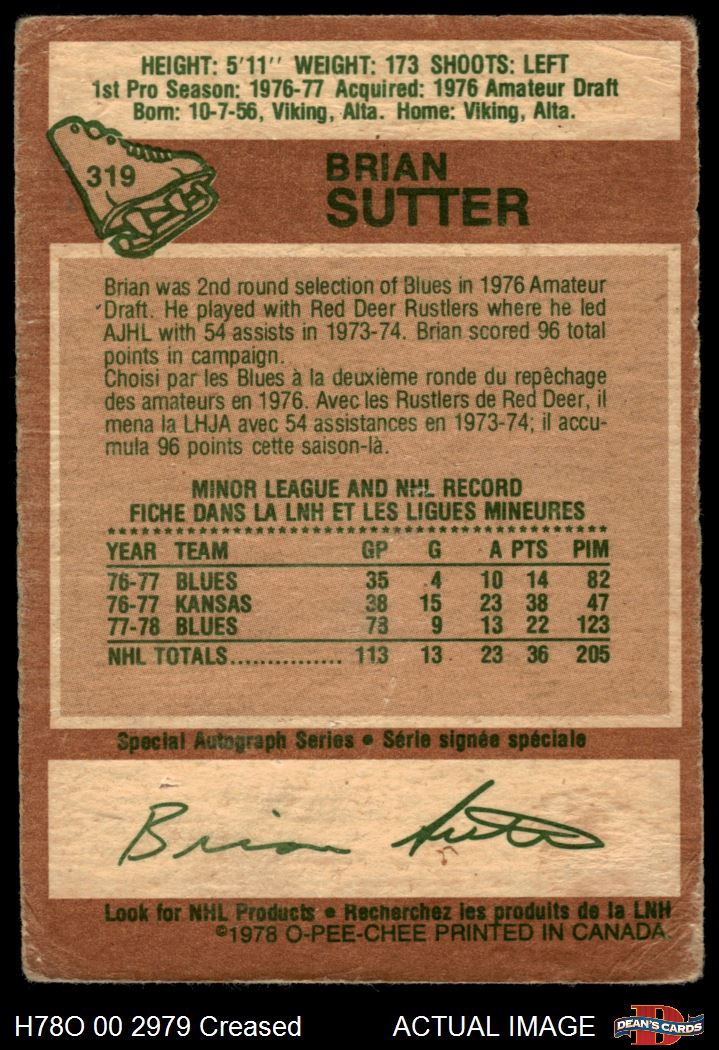 HEIGHT: 5'11'' WEIGHT: 173 SHOOTS: LEFT
1st Pro Season: 1976-77 Acquired: 1976 Amateur Draft
Born: 10-7-56, Viking, Alta. Home: Viking, Alta.
319
BRIAN
SUTTER
Brian was 2nd round selection of Blues in 1976 Amateur
Draft. He played with Red Deer Rustlers where he led
AJHL with 54 assists in 1973-74. Brian scored 96 total
points in campaign.
Choisi par les Blues à la deuxième ronde du repêchage
des amateurs en 1976. Avec les Rustlers de Red Deer, il
mena la LHJA avec 54 assistances en 1973-74; il accu-
mula 96 points cette saison-là.
MINOR LEAGUE AND NHL RECORD
FICHE DANS LA LNH ET LES LIGUES MINEURES
YEAR TEAM GP G A PTS PIM
76-77 BLUES 35 4 10 14 82
76-77 KANSAS 38 15 23 38 47
77-78 BLUES 78 9 13 22 123
NHL TOTALS............... 113 13 23 36 205
Special Autograph Series • Série signée spéciale
Brian Sutter
Look for NHL Products • Recherchez les produits de la LNH
©1978 O-PEE-CHEE PRINTED IN CANADA.
H78O 00 2979 Creased ACTUAL IMAGE DEAN'S CARDS